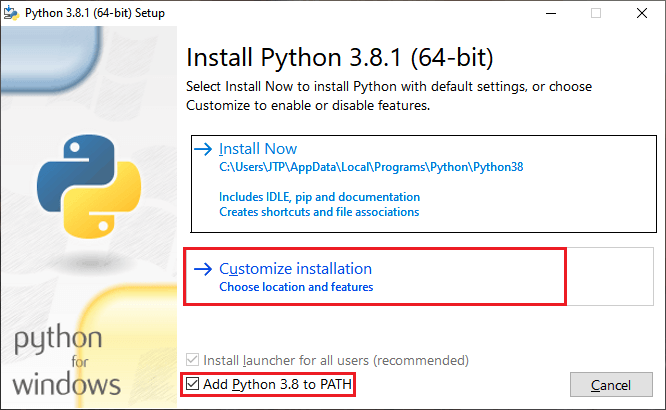 Python 3.8.1 (64-bit) Setup
Install Python 3.8.1 (64-bit)
Select Install Now to install Python with default settings, or choose
Customize to enable or disable features.
Install Now
C:\Users\JTP\AppData\Local\Programs\Python\Python38
Includes IDLE, pip and documentation
Creates shortcuts and file associations
Customize installation
Choose location and features
Install launcher for all users (recommended)
Add Python 3.8 to PATH
Cancel
python
for
windows